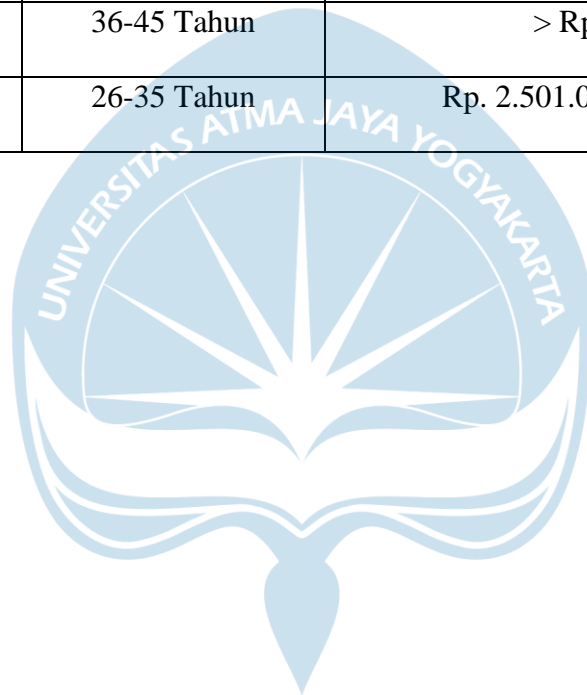 36-45 Tahun > Rp
26-35 Tahun Rp. 2.501.0
UNIVERSITAS ATMA JAYA YOGYAKARTA